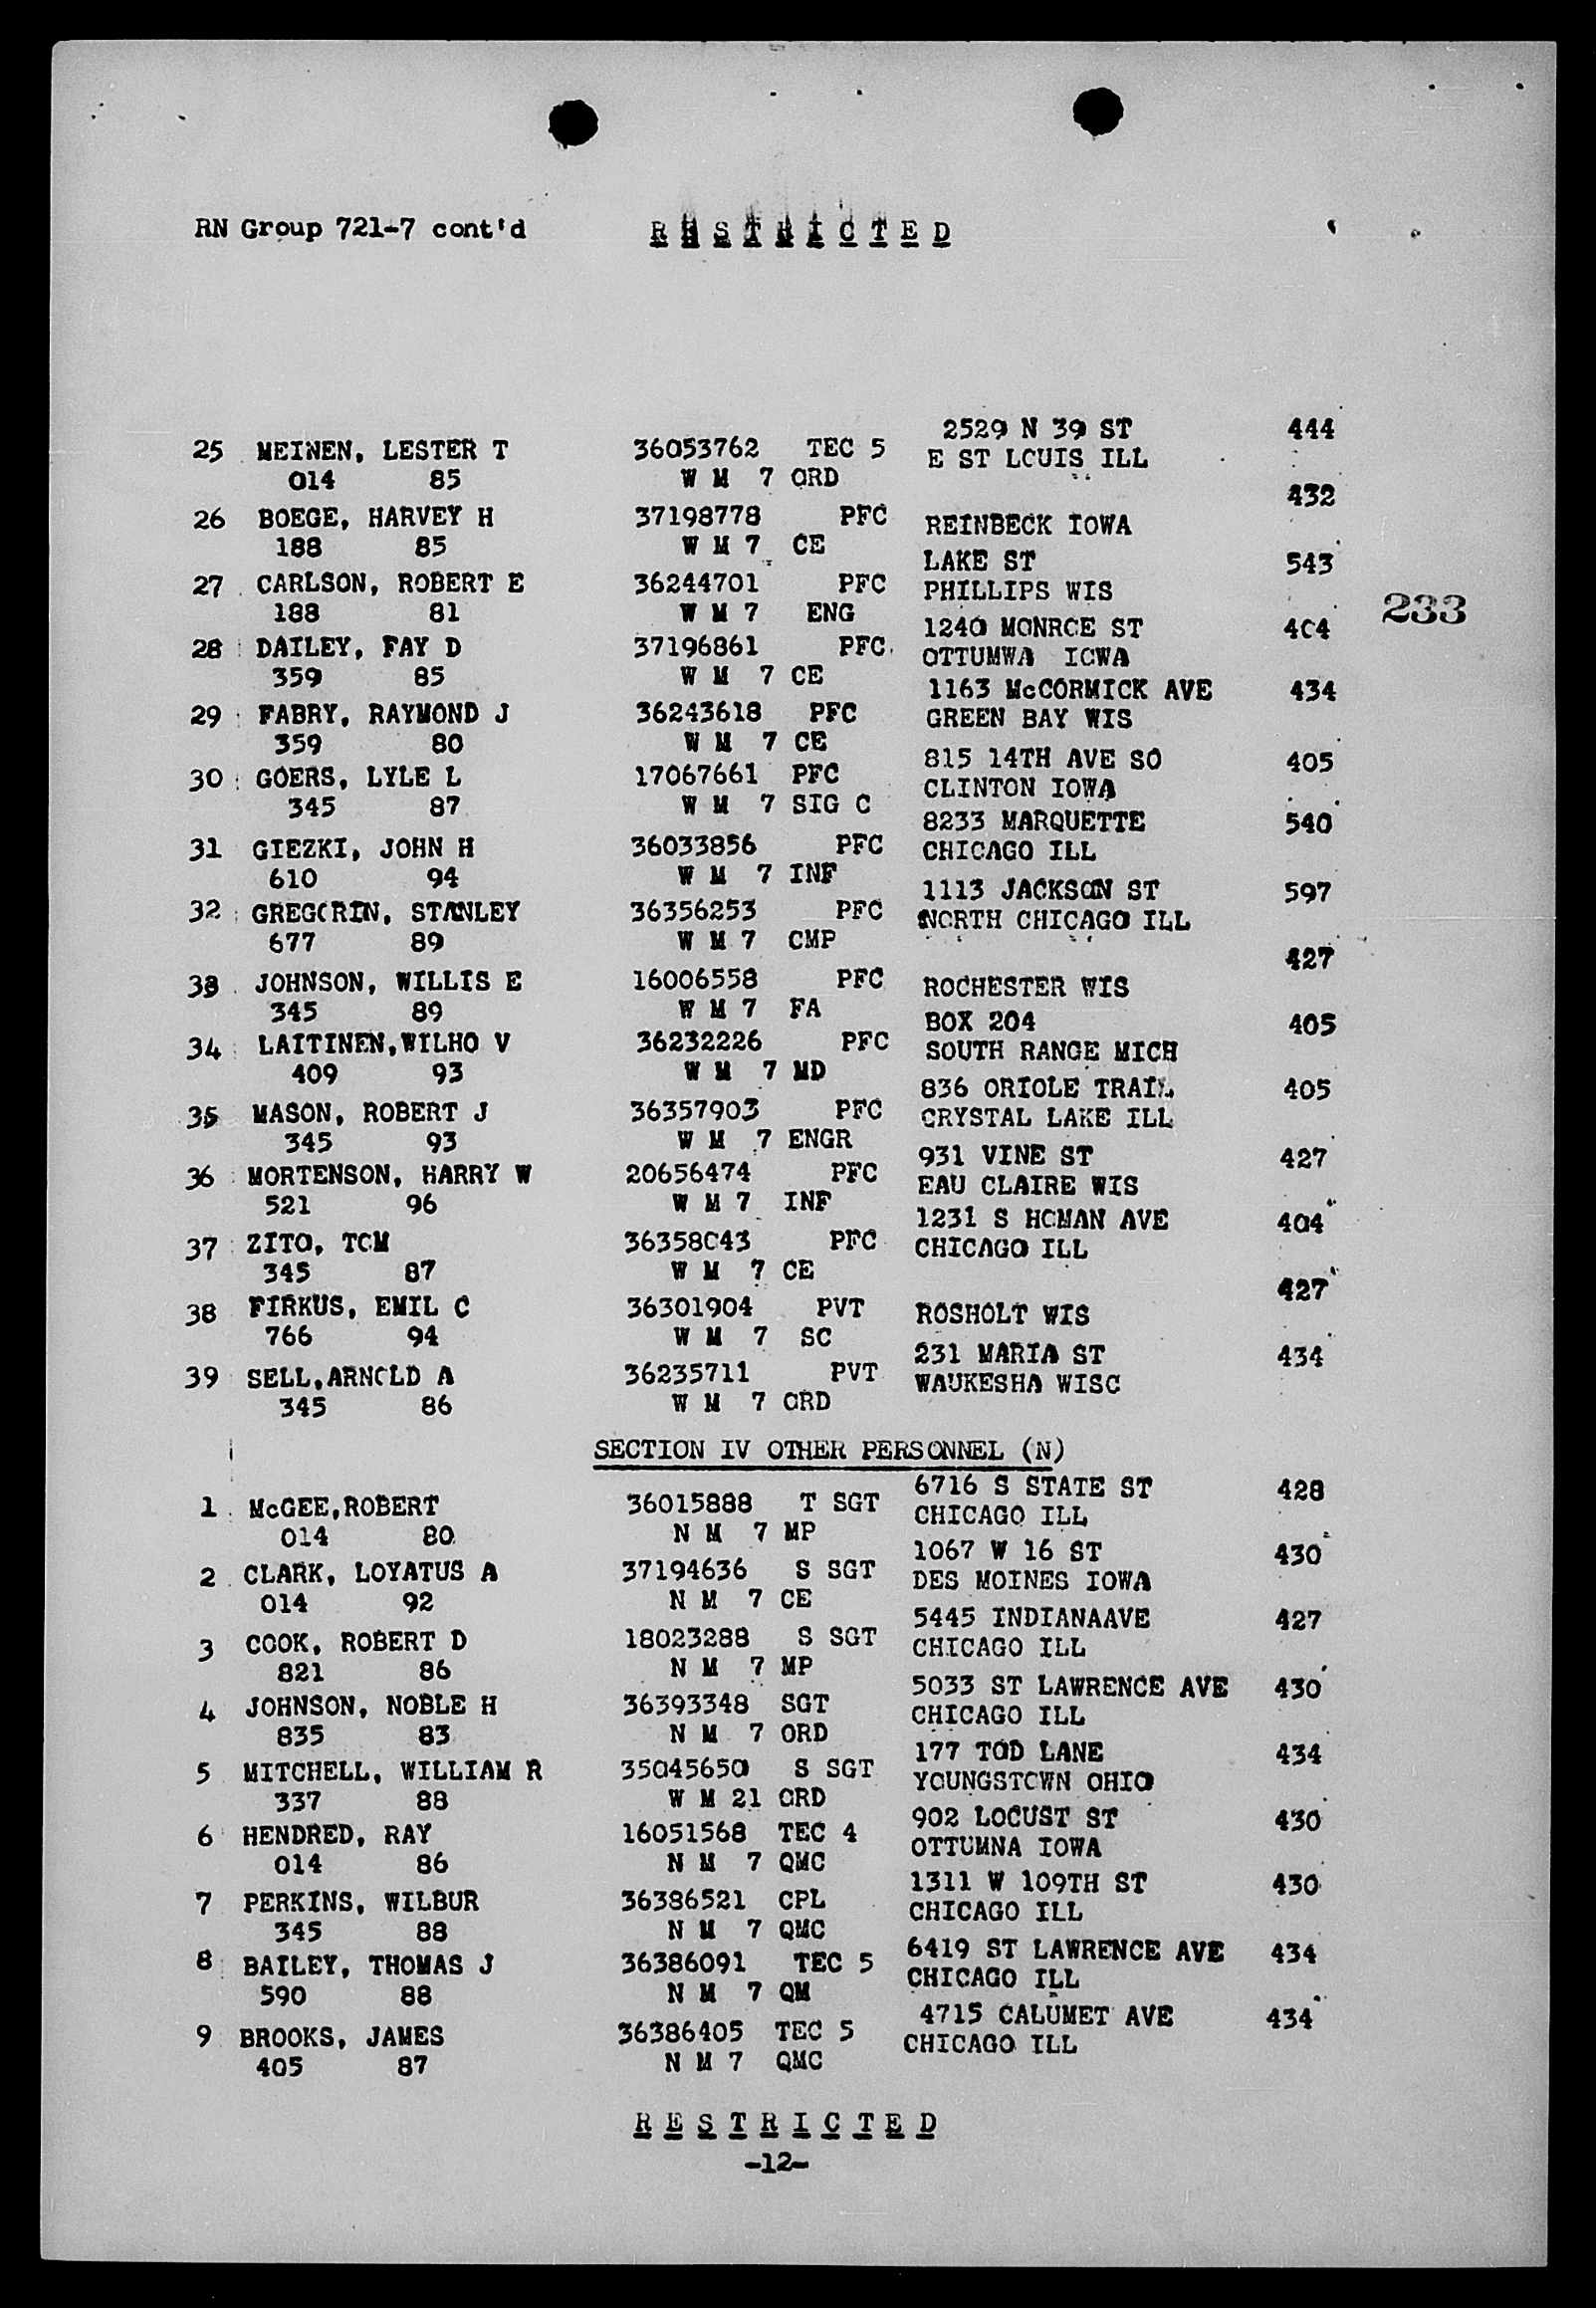 RN Group 721-7 cont'd RESTRICTED
2529 N 39 ST 444
25 MEINEN, LESTER T 36053762 TEC 5 E ST LOUIS ILL
014 85 W M 7 ORD
432
26 BOEGE, HARVEY H 37198778 PFC REINBECK IOWA
188 85 W M 7 CE
LAKE ST 543
27 CARLSON, ROBERT E 36244701 PFC PHILLIPS WIS
233
188 81 W M 7 ENG
1240 MONROE ST 404
28 DAILEY, FAY D 37196861 PFC OTTUMWA IOWA
359 85 W M 7 CE
1163 McCORMICK AVE 434
29 FABRY, RAYMOND J 36243618 PFC GREEN BAY WIS
359 80 W M 7 CE
815 14TH AVE SO 405
30 GOERS, LYLE L 17067661 PFC CLINTON IOWA
345 87 W M 7 SIG C
8233 MARQUETTE 540
31 GIEZKI, JOHN H 36033856 PFC CHICAGO ILL
610 94 W M 7 INF
1113 JACKSON ST 597
32 GREGORIN, STANLEY 36356253 PFC NORTH CHICAGO ILL
677 89 W M 7 CMP
427
33 JOHNSON, WILLIS E 16006558 PFC ROCHESTER WIS
345 89 W M 7 FA
BOX 204 405
34 LAITINEN,WILHO V 36232226 PFC SOUTH RANGE MICH
409 93 W M 7 MD
836 ORIOLE TRAIL 405
35 MASON, ROBERT J 36357903 PFC CRYSTAL LAKE ILL
345 93 W M 7 ENGR
931 VINE ST 427
36 MORTENSON, HARRY W 20656474 PFC EAU CLAIRE WIS
521 96 W M 7 INF
1231 S HOMAN AVE 404
37 ZITO, TOM 36358043 PFC CHICAGO ILL
345 87 W M 7 CE
427
38 FIRKUS, EMIL C 36301904 PVT ROSHOLT WIS
766 94 W M 7 SC
231 MARIA ST 434
39 SELL,ARNOLD A 36235711 PVT WAUKESHA WISC
345 86 W M 7 ORD
SECTION IV OTHER PERSONNEL (N)
6716 S STATE ST 428
1 McGEE,ROBERT 36015888 T SGT CHICAGO ILL
014 80 N M 7 MP
1067 W 16 ST 430
2 CLARK, LOYATUS A 37194636 S SGT DES MOINES IOWA
014 92 N M 7 CE
5445 INDIANAAVE 427
3 COOK, ROBERT D 18023288 S SGT CHICAGO ILL
821 86 N M 7 MP
5033 ST LAWRENCE AVE 430
4 JOHNSON, NOBLE H 36393348 SGT CHICAGO ILL
835 83 N M 7 ORD
177 TOD LANE 434
5 MITCHELL, WILLIAM R 35045650 S SGT YOUNGSTOWN OHIO
337 88 W M 21 ORD
902 LOCUST ST 430
6 HENDRED, RAY 16051568 TEC 4 OTTUMNA IOWA
014 86 N M 7 QMC
1311 W 109TH ST 430
7 PERKINS, WILBUR 36386521 CPL CHICAGO ILL
345 88 N M 7 QMC
6419 ST LAWRENCE AVE 434
8 BAILEY, THOMAS J 36386091 TEC 5 CHICAGO ILL
590 88 N M 7 QM
4715 CALUMET AVE 434
9 BROOKS, JAMES 36386405 TEC 5 CHICAGO ILL
405 87 N M 7 QMC
RESTRICTED
-12-